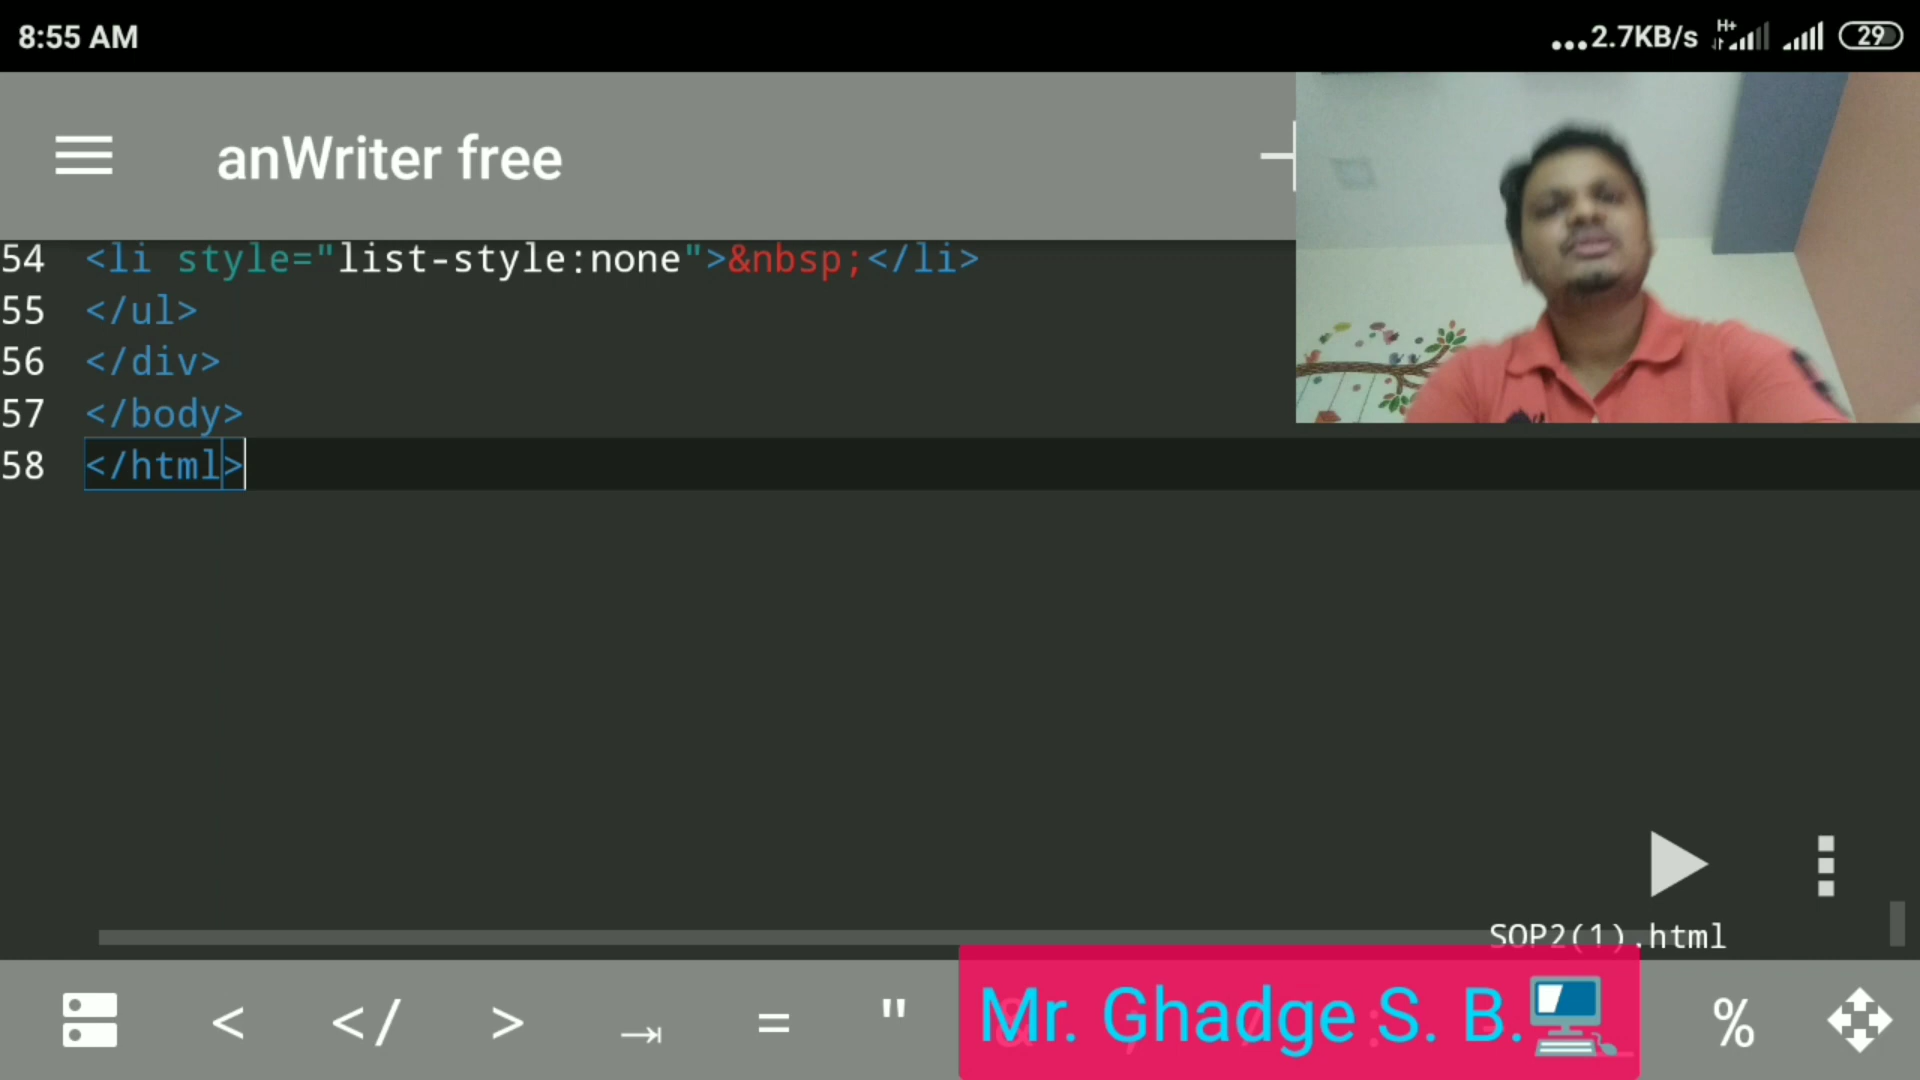 8:55 AM
...2.7KB/s H+ 29
anWriter free
54 <li style="list-style:none">&nbsp;</li>
55 </ul>
56 </div>
57 </body>
58 </html>
SOP2(1).html
< </ > = " %
Mr. Ghadge S. B.